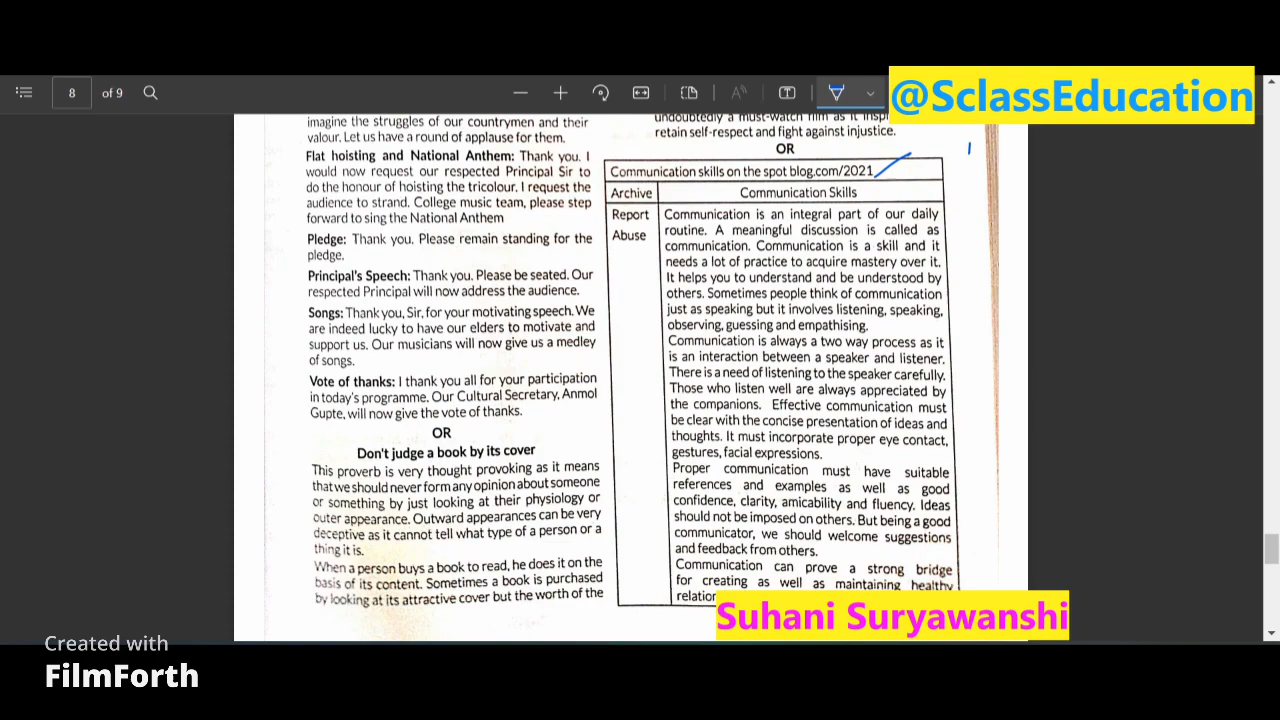 8 of 9
@SclassEducation
imagine the struggles of our countrymen and their
valour. Let us have a round of applause for them.
Flat hoisting and National Anthem: Thank you. I
would now request our respected Principal Sir to
do the honour of hoisting the tricolour. I request the
audience to strand. College music team, please step
forward to sing the National Anthem
Pledge: Thank you. Please remain standing for the
pledge.
Principal's Speech: Thank you. Please be seated. Our
respected Principal will now address the audience.
Songs: Thank you, Sir, for your motivating speech. We
are indeed lucky to have our elders to motivate and
support us. Our musicians will now give us a medley
of songs.
Vote of thanks: I thank you all for your participation
in today's programme. Our Cultural Secretary, Anmol
Gupte, will now give the vote of thanks.
OR
Don't judge a book by its cover
This proverb is very thought provoking as it means
that we should never form any opinion about someone
or something by just looking at their physiology or
outer appearance. Outward appearances can be very
deceptive as it cannot tell what type of a person or a
thing it is.
When a person buys a book to read, he does it on the
basis of its content. Sometimes a book is purchased
by looking at its attractive cover but the worth of the
undoubtedly a must-watch film as it
retain self-respect and fight against injustice.
OR
Communication skills on the spot blog.com/2021
Archive Communication Skills
Report
Abuse
Communication is an integral part of our daily
routine. A meaningful discussion is called as
communication. Communication is a skill and it
needs a lot of practice to acquire mastery over it.
It helps you to understand and be understood by
others. Sometimes people think of communication
just as speaking but it involves listening, speaking,
observing, guessing and empathising.
Communication is always a two way process as it
is an interaction between a speaker and listener.
There is a need of listening to the speaker carefully.
Those who listen well are always appreciated by
the companions. Effective communication must
be clear with the concise presentation of ideas and
thoughts. It must incorporate proper eye contact,
gestures, facial expressions.
Proper communication must have suitable
references and examples as well as good
confidence, clarity, amicability and fluency. Ideas
should not be imposed on others. But being a good
communicator, we should welcome suggestions
and feedback from others.
Communication can prove a strong bridge
for creating as well as maintaining healthy
Suhani Suryawanshi
Created with
FilmForth